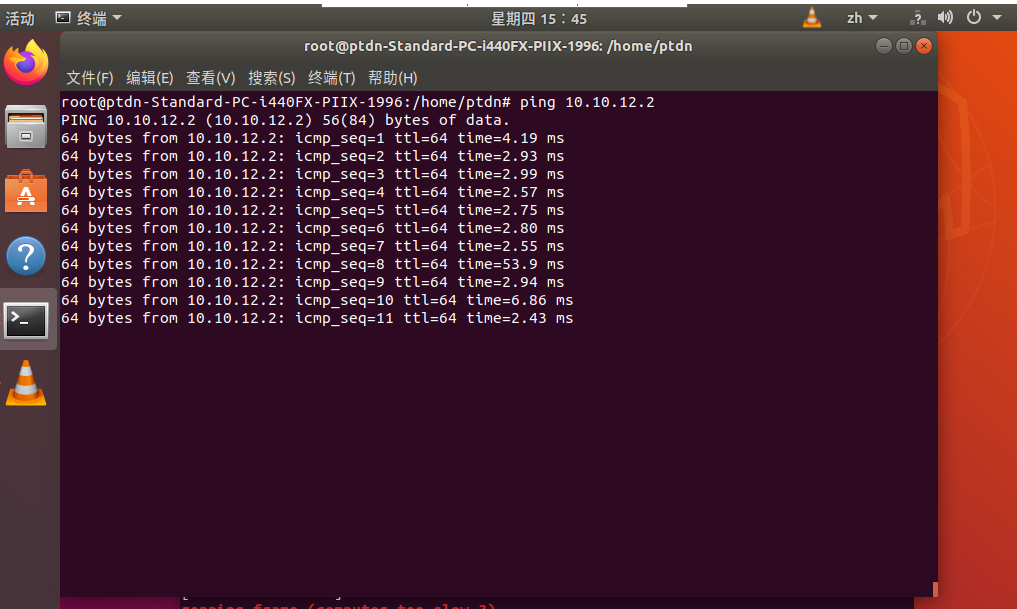 活动 终端 星期四 15：45 zh
root@ptdn-Standard-PC-i440FX-PIIX-1996: /home/ptdn
文件(F) 编辑(E) 查看(V) 搜索(S) 终端(T) 帮助(H)
root@ptdn-Standard-PC-i440FX-PIIX-1996:/home/ptdn# ping 10.10.12.2
PING 10.10.12.2 (10.10.12.2) 56(84) bytes of data.
64 bytes from 10.10.12.2: icmp_seq=1 ttl=64 time=4.19 ms
64 bytes from 10.10.12.2: icmp_seq=2 ttl=64 time=2.93 ms
64 bytes from 10.10.12.2: icmp_seq=3 ttl=64 time=2.99 ms
64 bytes from 10.10.12.2: icmp_seq=4 ttl=64 time=2.57 ms
64 bytes from 10.10.12.2: icmp_seq=5 ttl=64 time=2.75 ms
64 bytes from 10.10.12.2: icmp_seq=6 ttl=64 time=2.80 ms
64 bytes from 10.10.12.2: icmp_seq=7 ttl=64 time=2.55 ms
64 bytes from 10.10.12.2: icmp_seq=8 ttl=64 time=53.9 ms
64 bytes from 10.10.12.2: icmp_seq=9 ttl=64 time=2.94 ms
64 bytes from 10.10.12.2: icmp_seq=10 ttl=64 time=6.86 ms
64 bytes from 10.10.12.2: icmp_seq=11 ttl=64 time=2.43 ms